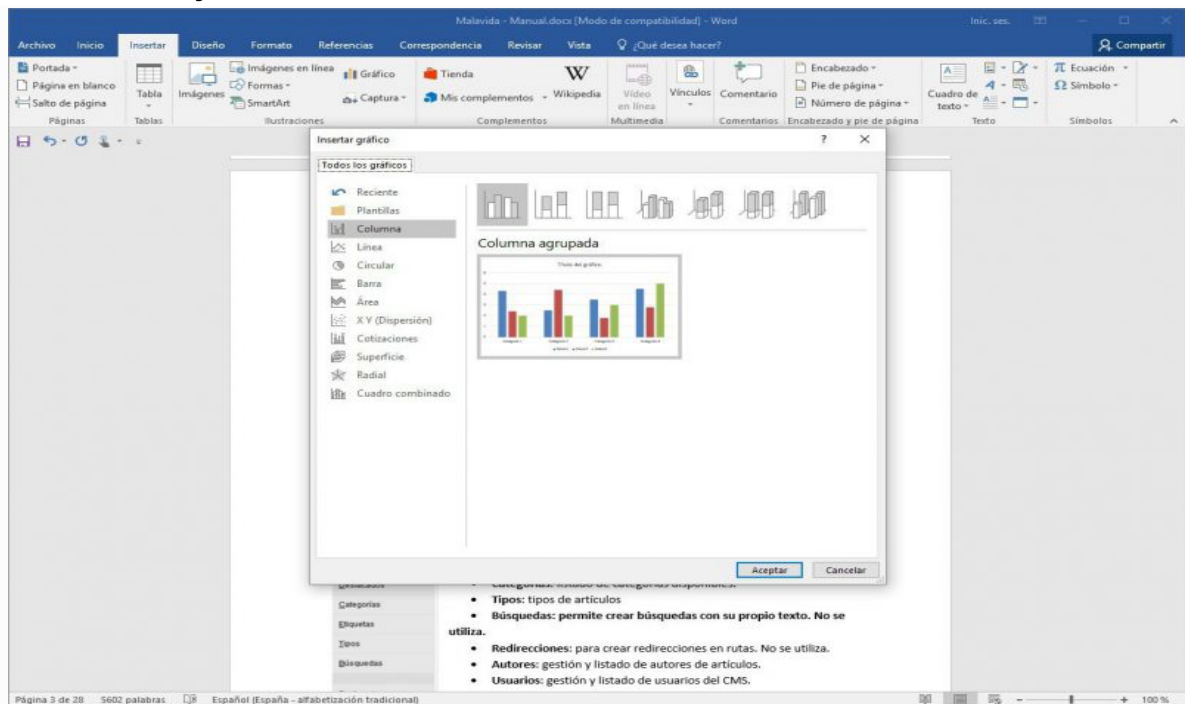 Malavida - Manual.docx [Modo de compatibilidad] - Word
Inic. ses.
Archivo Inicio Insertar Diseño Formato Referencias Correspondencia Revisar Vista ¿Qué desea hacer? Compartir
Portada
Página en blanco
Salto de página
Páginas
Tabla
Tablas
Imágenes
Imágenes en línea
Formas
SmartArt
Gráfico
Captura
Ilustraciones
Tienda
Mis complementos
W
Wikipedia
Complementos
Vídeo
en línea
Multimedia
Vínculos
Comentario
Comentarios
Encabezado
Pie de página
Número de página
Encabezado y pie de página
Cuadro de
texto
Texto
π Ecuación
Ω Símbolo
Símbolos
Insertar gráfico ? ×
Todos los gráficos
Reciente
Plantillas
Columna
Línea
Circular
Barra
Área
X Y (Dispersión)
Cotizaciones
Superficie
Radial
Cuadro combinado
Columna agrupada
Título del gráfico
Aceptar Cancelar
Categorías
Etiquetas
Tipos
Búsquedas
• Tipos: tipos de artículos
• Búsquedas: permite crear búsquedas con su propio texto. No se
utiliza.
• Redirecciones: para crear redirecciones en rutas. No se utiliza.
• Autores: gestión y listado de autores de artículos.
• Usuarios: gestión y listado de usuarios del CMS.
Página 3 de 28 5602 palabras Español (España - alfabetización tradicional) 100 %